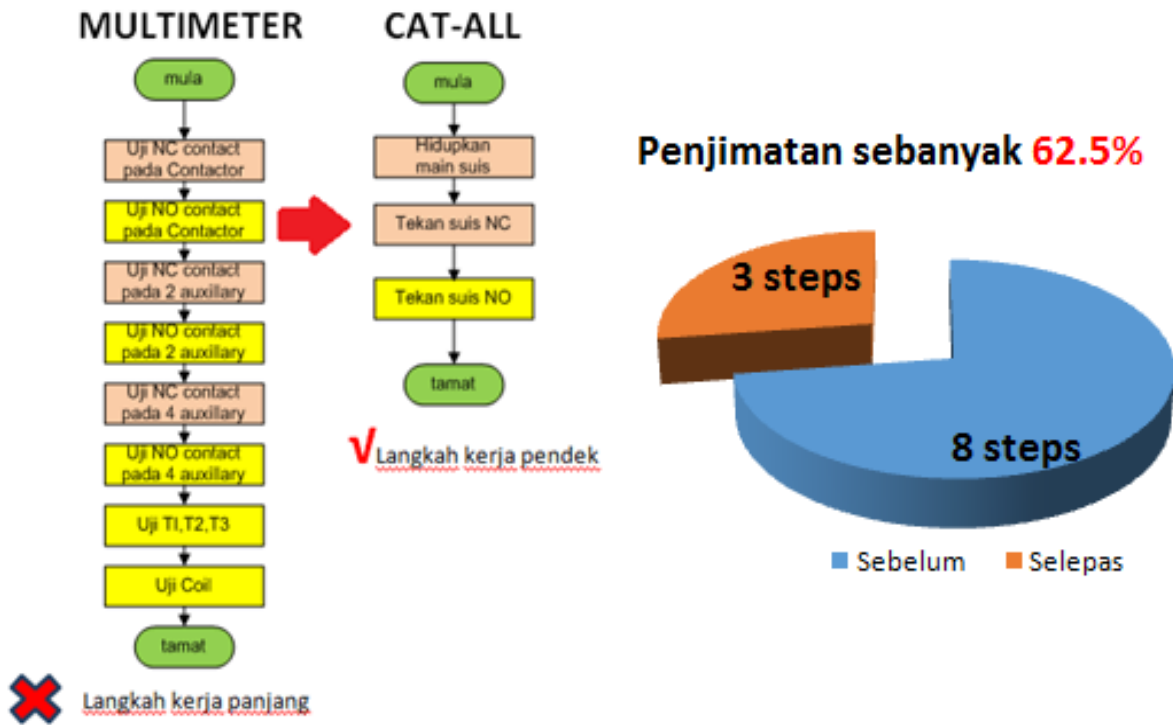 MULTIMETER
mula
Uji NC contact
pada Contactor
Uji NO contact
pada Contactor
Uji NC contact
pada 2 auxillary
Uji NO contact
pada 2 auxillary
Uji NC contact
pada 4 auxillary
Uji NO contact
pada 4 auxillary
Uji T1,T2,T3
Uji Coil
tamat
Langkah kerja panjang
CAT-ALL
mula
Hidupkan
main suis
Tekan suis NC
Tekan suis NO
tamat
√Langkah kerja pendek
Penjimatan sebanyak 62.5%
3 steps
8 steps
Sebelum
Selepas